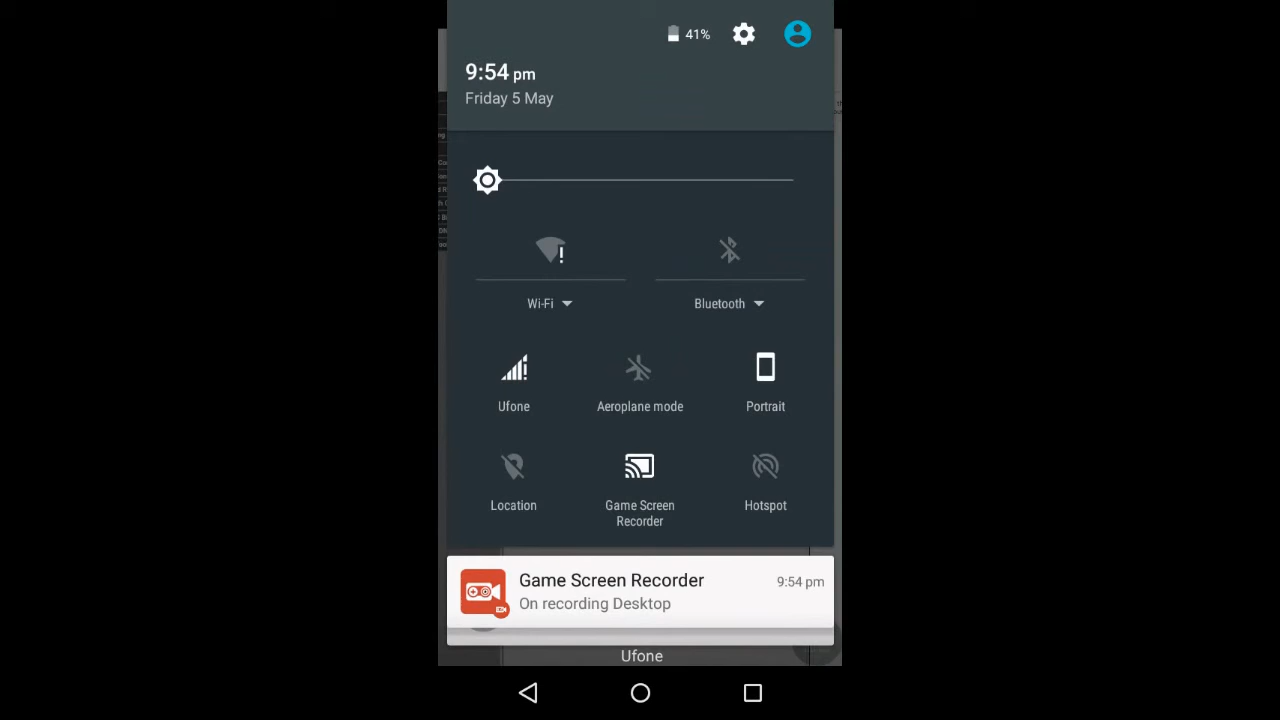 41%
9:54 pm
Friday 5 May
Wi-Fi
Bluetooth
Ufone
Aeroplane mode
Portrait
Location
Game Screen
Recorder
Hotspot
Game Screen Recorder
9:54 pm
On recording Desktop
Ufone